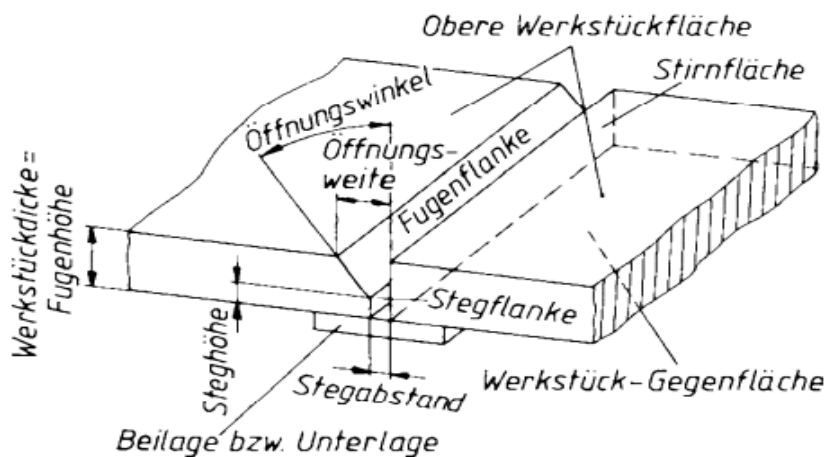 Obere Werkstückfläche
Stirnfläche
Öffnungswinkel
Öffnungs-
weite
Fugenflanke
Werkstückdicke=
Fugenhöhe
Steghöhe
Stegflanke
Stegabstand
Werkstück-Gegenfläche
Beilage bzw. Unterlage